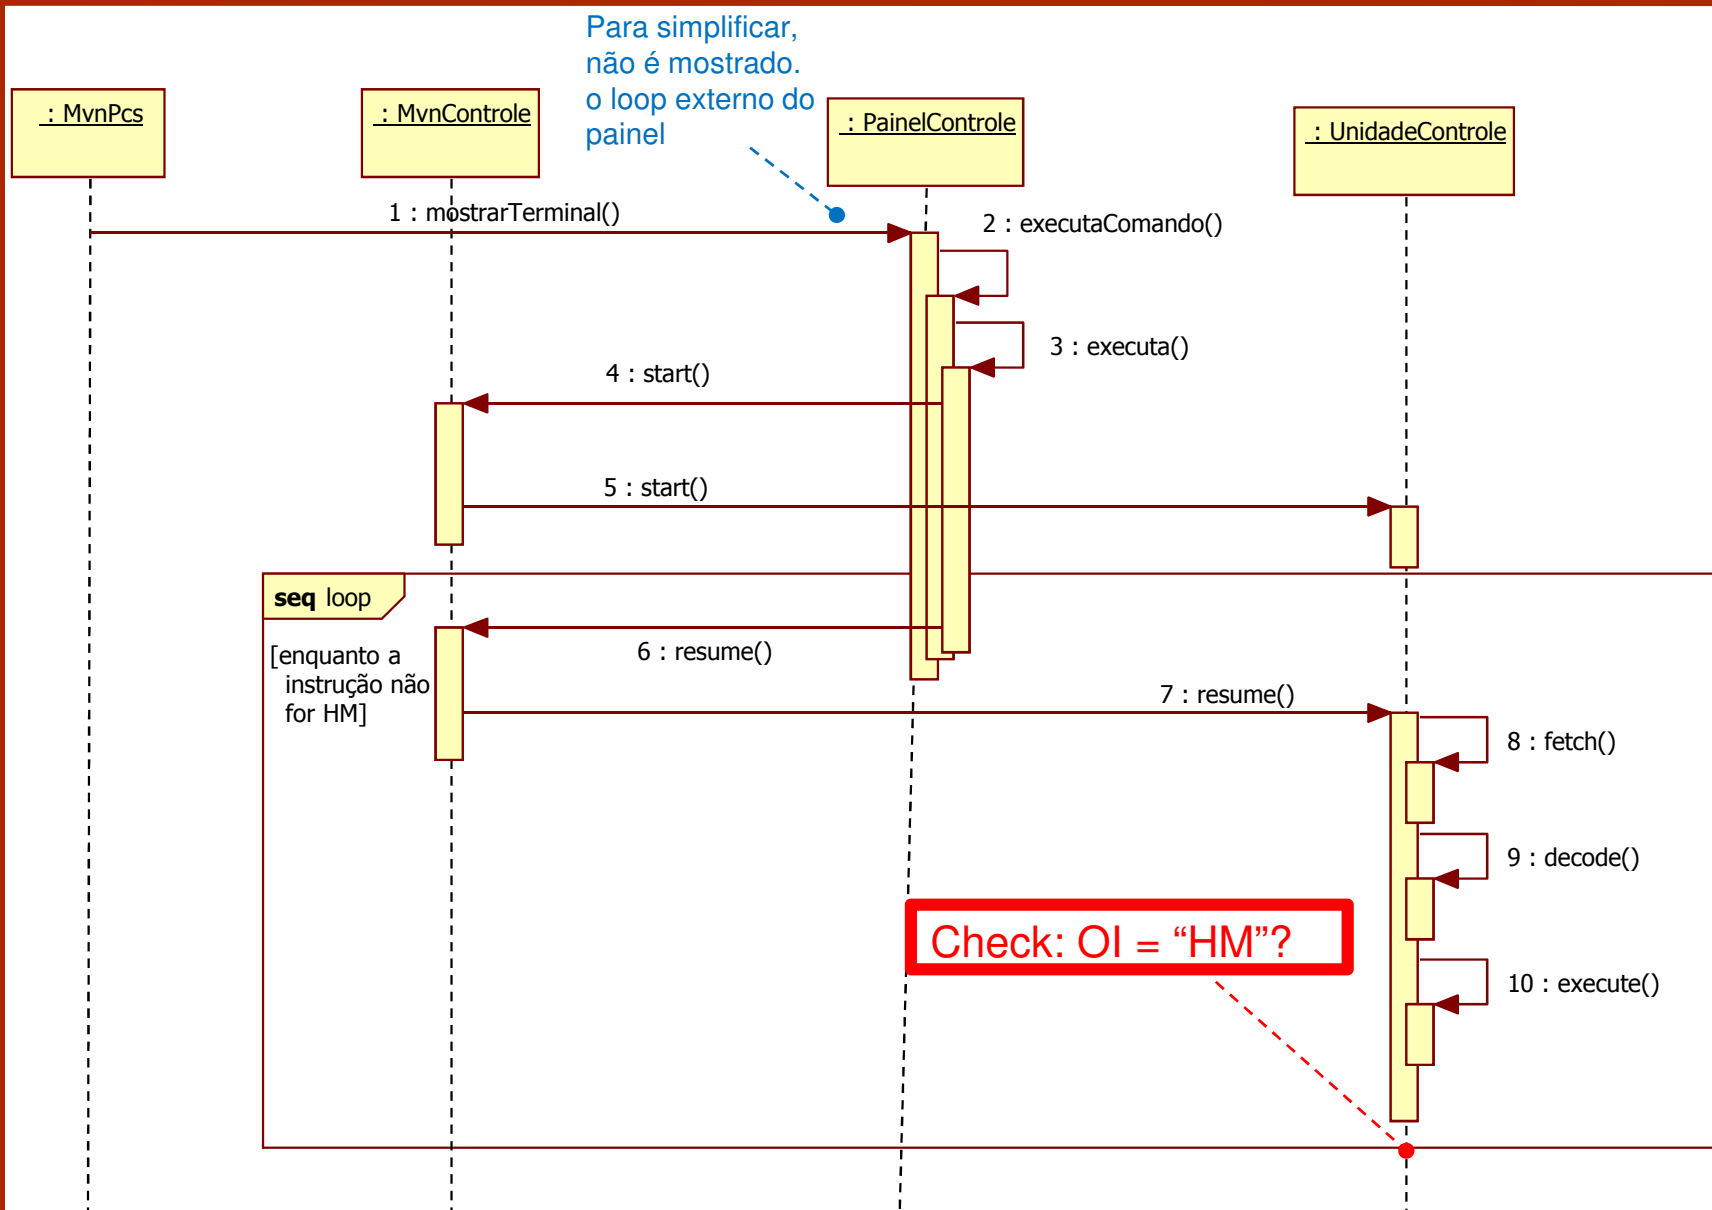 Para simplificar,
não é mostrado.
o loop externo do
painel
: MvnPcs
: MvnControle
: PainelControle
: UnidadeControle
1 : mostrarTerminal()
2 : executaComando()
3 : executa()
4 : start()
5 : start()
seq loop
[enquanto a
instrução não
for HM]
6 : resume()
7 : resume()
8 : fetch()
9 : decode()
Check: OI = “HM”?
10 : execute()